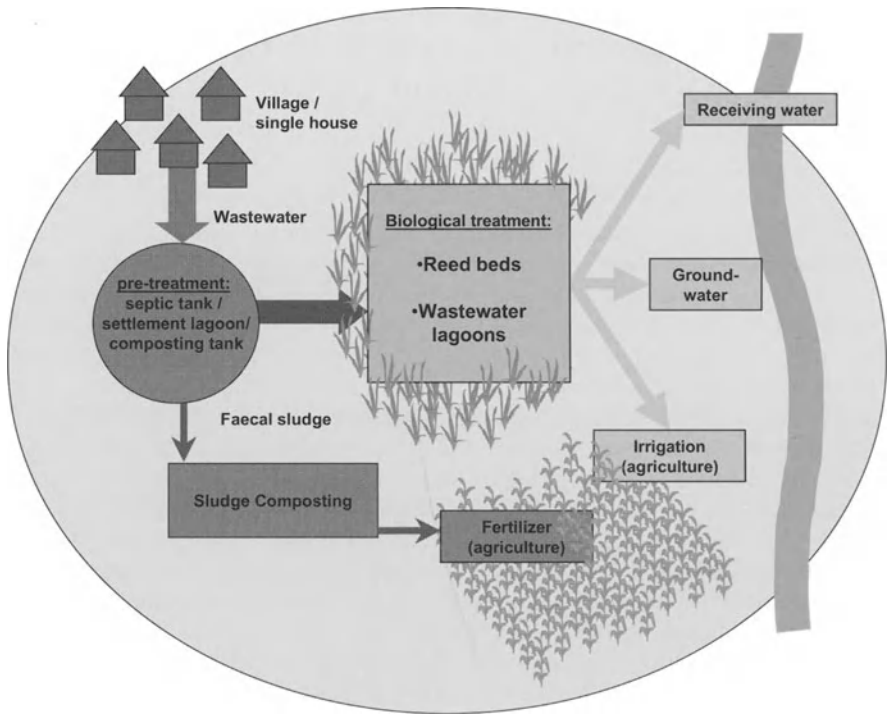 Village /
single house
Receiving water
Wastewater
Biological treatment:
•Reed beds
•Wastewater
lagoons
pre-treatment:
septic tank /
settlement lagoon/
composting tank
Ground-
water
Faecal sludge
Irrigation
(agriculture)
Sludge Composting
Fertilizer
(agriculture)